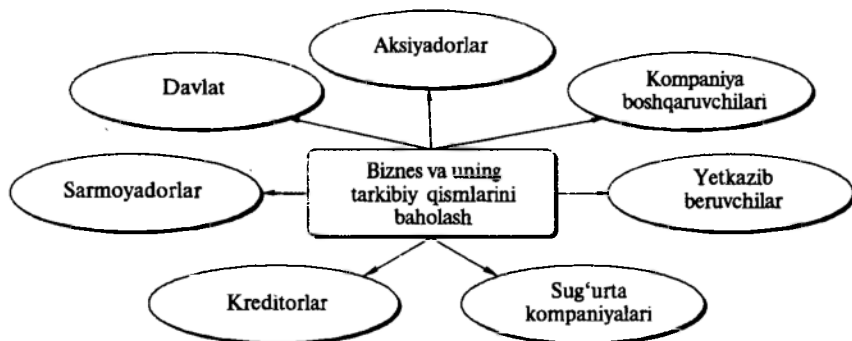 Aksiyadorlar
Davlat
Kompaniya
boshqaruvchilari
Sarmoyadorlar
Biznes va uning
tarkibiy qismlarini
baholash
Yetkazib
beruvchilar
Kreditorlar
Sug‘urta
kompaniyalari